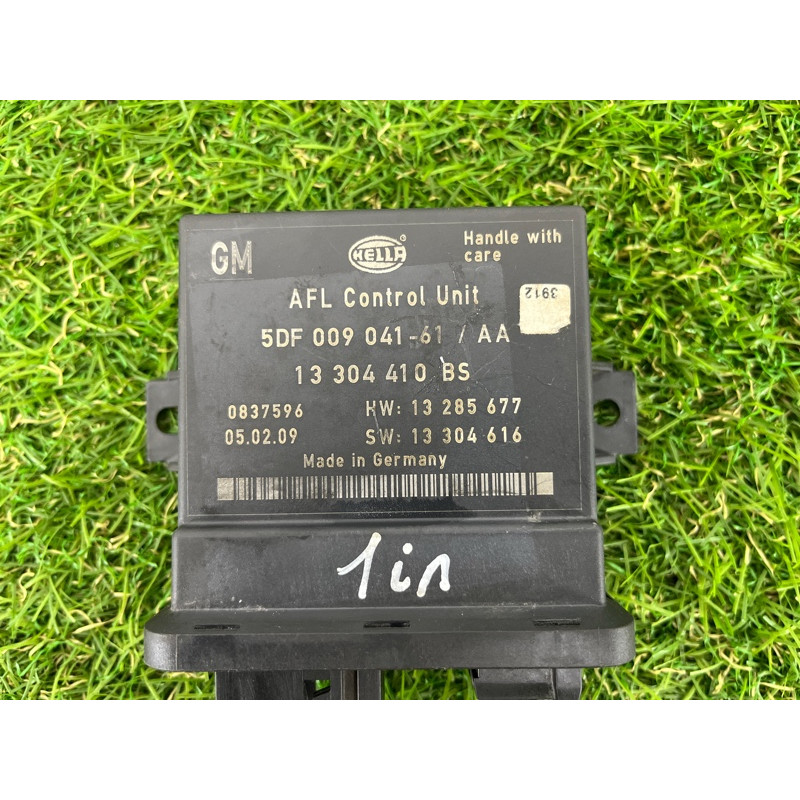 GM
HELLA
®
Handle with
care
AFL Control Unit
3912
5DF 009 041-61 / AA
13 304 410 BS
0837596
HW: 13 285 677
05.02.09
SW: 13 304 616
Made in Germany
1in